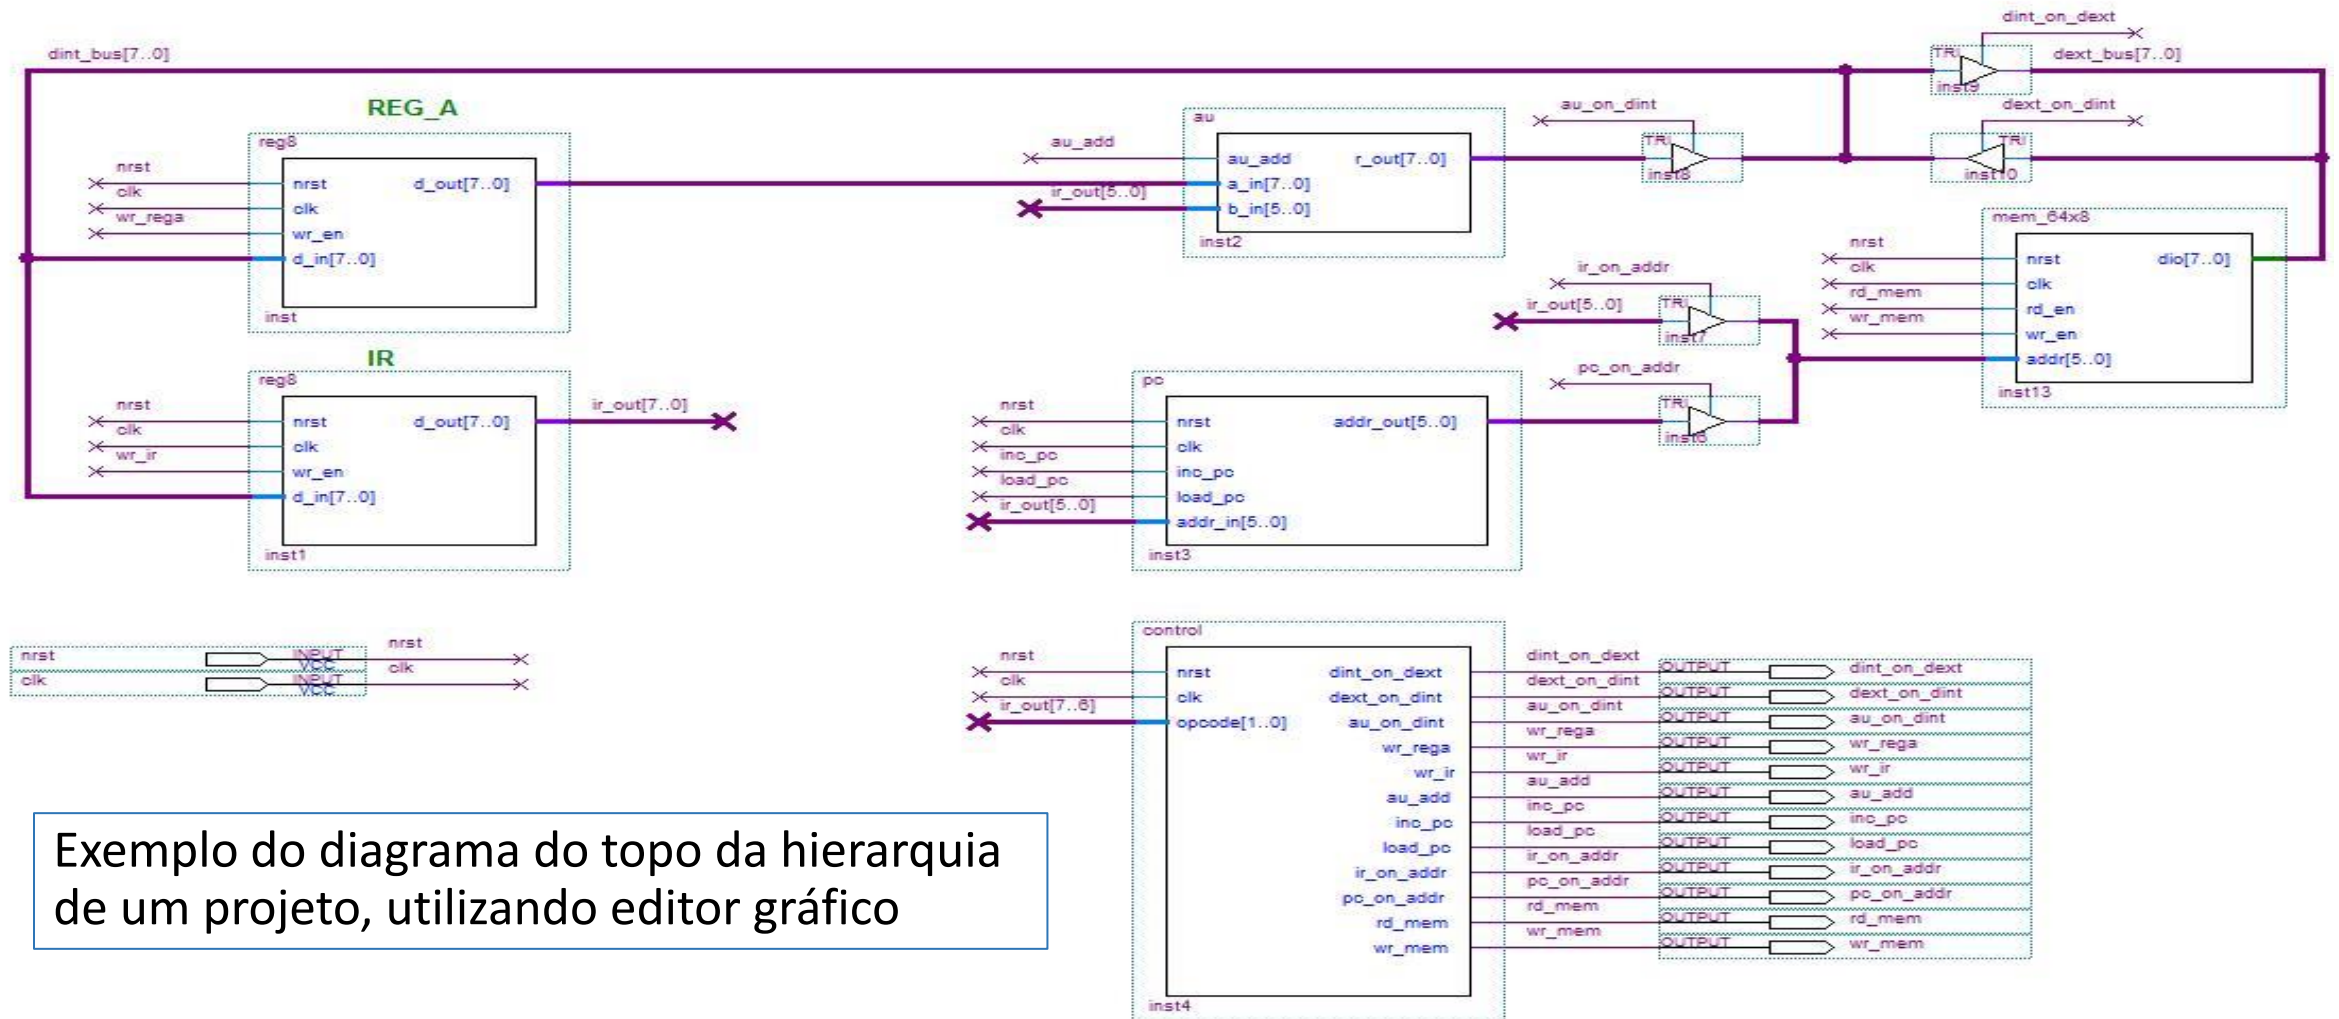 dint_on_dext
dint_bus[7..0]
TRI
dext_bus[7..0]
inst9
REG_A
au_on_dint
dext_on_dint
reg8
nrst
clk
wr_rega
nrst
clk
wr_en
d_in[7..0]
d_out[7..0]
inst
au
au_add
ir_out[5..0]
au_add
a_in[7..0]
b_in[5..0]
r_out[7..0]
inst2
TRI
inst8
TRI
inst10
mem_64x8
nrst
clk
rd_mem
wr_mem
nrst
clk
rd_en
wr_en
addr[5..0]
dio[7..0]
inst13
ir_on_addr
ir_out[5..0]
TRI
inst7
pc_on_addr
TRI
inst6
IR
reg8
nrst
clk
wr_ir
nrst
clk
wr_en
d_in[7..0]
d_out[7..0]
ir_out[7..0]
inst1
pc
nrst
clk
inc_pc
load_pc
ir_out[5..0]
nrst
clk
inc_pc
load_pc
addr_in[5..0]
addr_out[5..0]
inst3
nrst
clk
INPUT
VCC
INPUT
VCC
nrst
clk
control
nrst
clk
ir_out[7..6]
nrst
clk
opcode[1..0]
dint_on_dext
dext_on_dint
au_on_dint
wr_rega
wr_ir
au_add
inc_pc
load_pc
ir_on_addr
pc_on_addr
rd_mem
wr_mem
inst4
dint_on_dext
dext_on_dint
au_on_dint
wr_rega
wr_ir
au_add
inc_pc
load_pc
ir_on_addr
pc_on_addr
rd_mem
wr_mem
OUTPUT dint_on_dext
OUTPUT dext_on_dint
OUTPUT au_on_dint
OUTPUT wr_rega
OUTPUT wr_ir
OUTPUT au_add
OUTPUT inc_pc
OUTPUT load_pc
OUTPUT ir_on_addr
OUTPUT pc_on_addr
OUTPUT rd_mem
OUTPUT wr_mem
Exemplo do diagrama do topo da hierarquia
de um projeto, utilizando editor gráfico